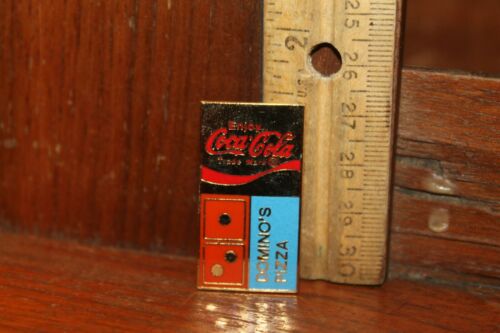 Enjoy
Coca-Cola
Trade Mark ®
DOMINO'S
PIZZA
2
25
26
27
28
29
30